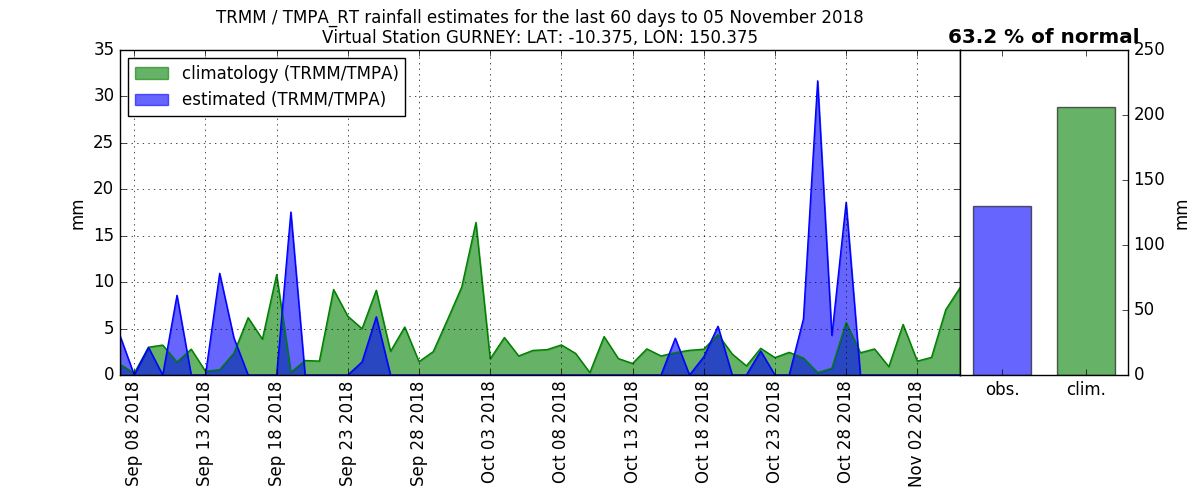 TRMM / TMPA_RT rainfall estimates for the last 60 days to 05 November 2018
Virtual Station GURNEY: LAT: -10.375, LON: 150.375
63.2 % of normal
climatology (TRMM/TMPA)
estimated (TRMM/TMPA)
mm
35
30
25
20
15
10
5
0
Sep 08 2018
Sep 13 2018
Sep 18 2018
Sep 23 2018
Sep 28 2018
Oct 03 2018
Oct 08 2018
Oct 13 2018
Oct 18 2018
Oct 23 2018
Oct 28 2018
Nov 02 2018
obs.
clim.
250
200
150
100
50
0
mm